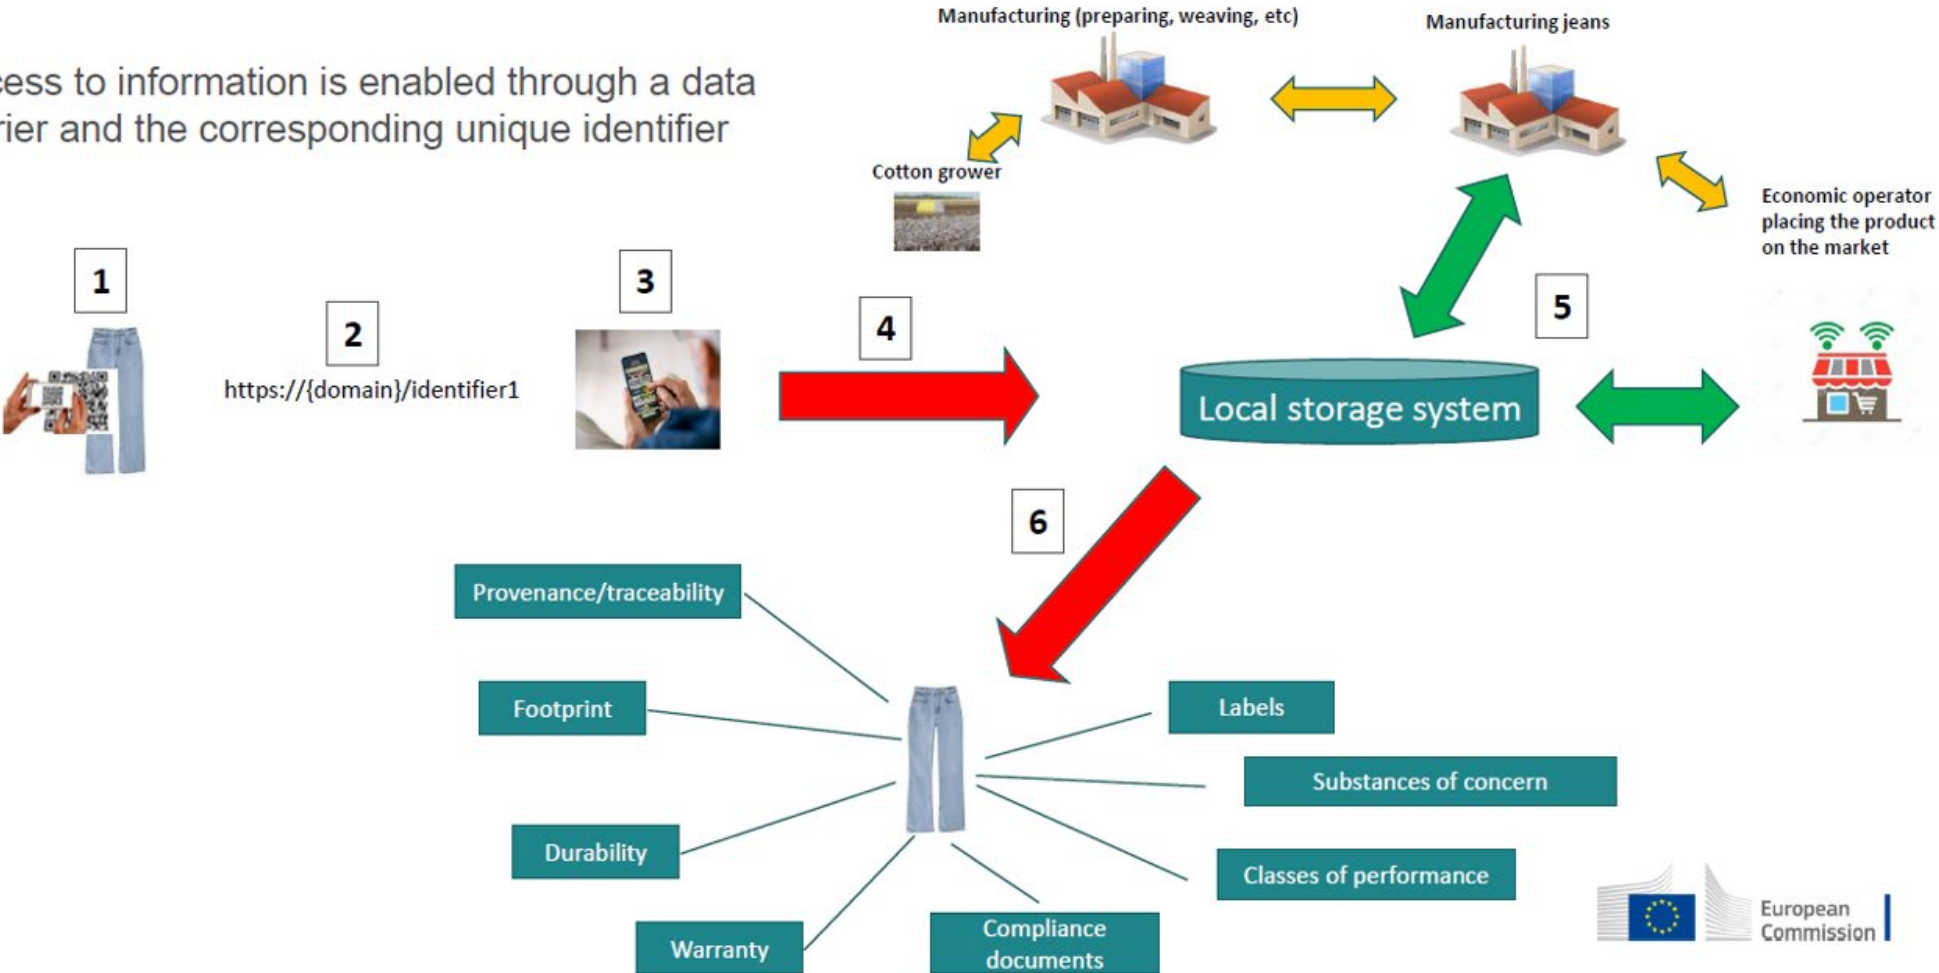 Manufacturing (preparing, weaving, etc)
Manufacturing jeans
to information is enabled through a data
and the corresponding unique identifier
Cotton grower
Economic operator
placing the product
on the market
1
2
3
4
5
https://{domain}/identifier1
Local storage system
6
Provenance/traceability
Footprint
Labels
Substances of concern
Durability
Classes of performance
Warranty
Compliance
documents
European
Commission